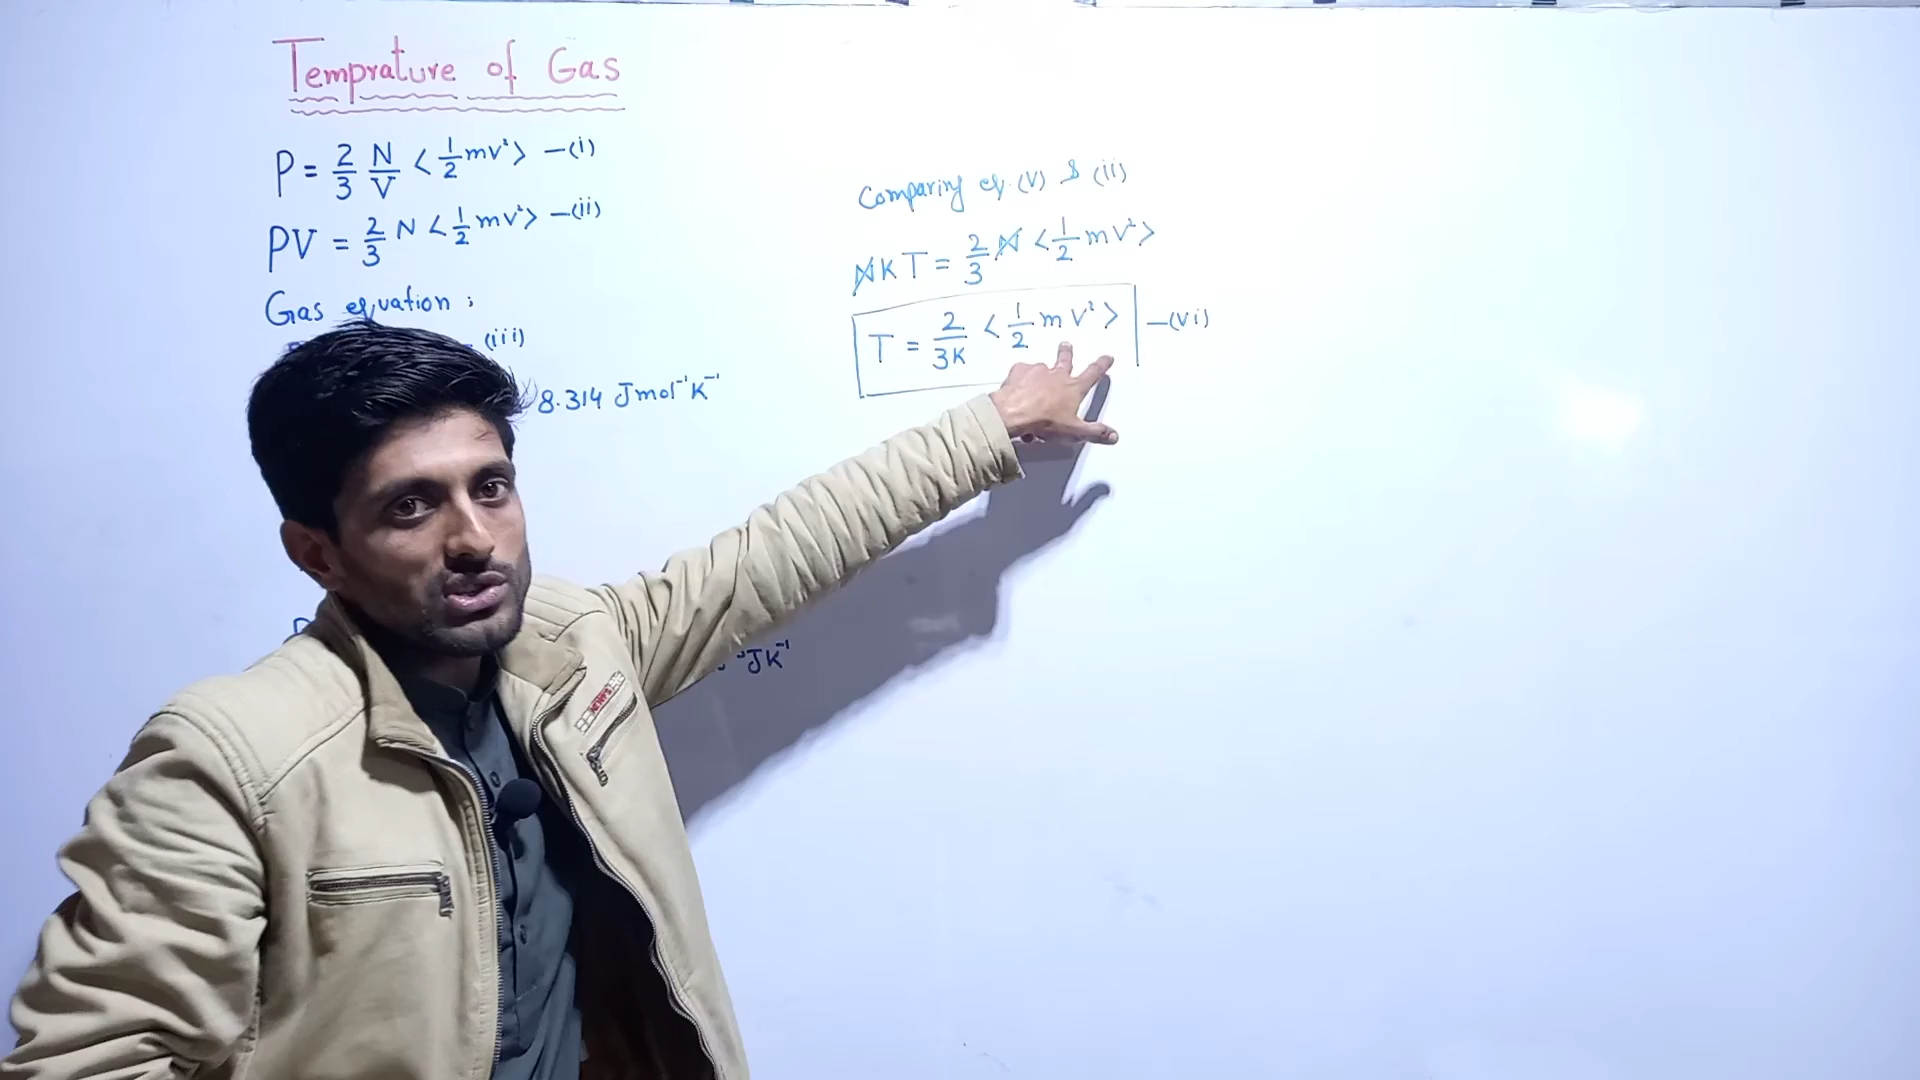 Temprature of Gas
P = 2/3 N/V <1/2 mv²> —(i)
PV = 2/3 N <1/2 mv²> —(ii)
Gas equation :
—(iii)
8.314 Jmol⁻¹K⁻¹
JK⁻¹
Comparing eq. (V) & (ii)
NKT = 2/3 N <1/2 mv²>
T = 2/3K <1/2 mv²> —(vi)